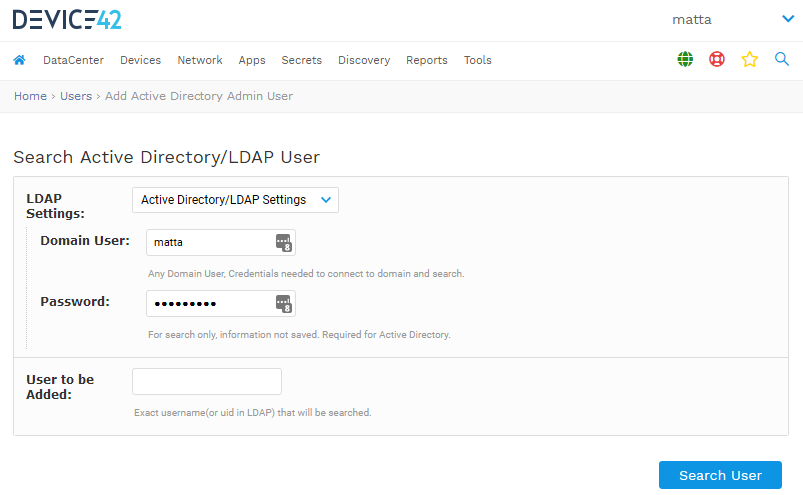 DEVICE42
matta
DataCenter Devices Network Apps Secrets Discovery Reports Tools
Home › Users › Add Active Directory Admin User
Search Active Directory/LDAP User
LDAP
Settings:
Active Directory/LDAP Settings
Domain User:
matta
8
Any Domain User, Credentials needed to connect to domain and search.
Password:
•••••••••
8
For search only, information not saved. Required for Active Directory.
User to be
Added:
Exact username(or uid in LDAP) that will be searched.
Search User